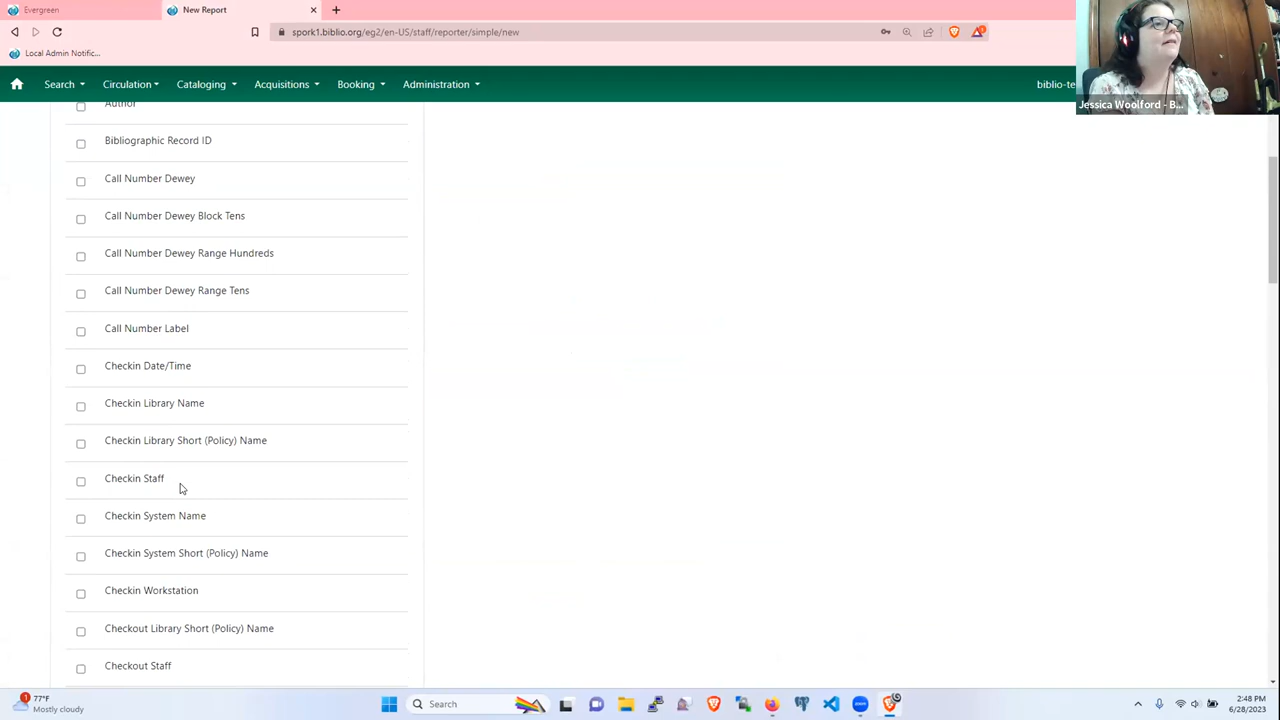 Evergreen
New Report
spork1.biblio.org/eg2/en-US/staff/reporter/simple/new
Local Admin Notific...
Search
Circulation
Cataloging
Acquisitions
Booking
Administration
biblio-te
Jessica Woolford - B...
Author
Bibliographic Record ID
Call Number Dewey
Call Number Dewey Block Tens
Call Number Dewey Range Hundreds
Call Number Dewey Range Tens
Call Number Label
Checkin Date/Time
Checkin Library Name
Checkin Library Short (Policy) Name
Checkin Staff
Checkin System Name
Checkin System Short (Policy) Name
Checkin Workstation
Checkout Library Short (Policy) Name
Checkout Staff
1
77°F
Mostly cloudy
Search
2:48 PM
6/28/2023